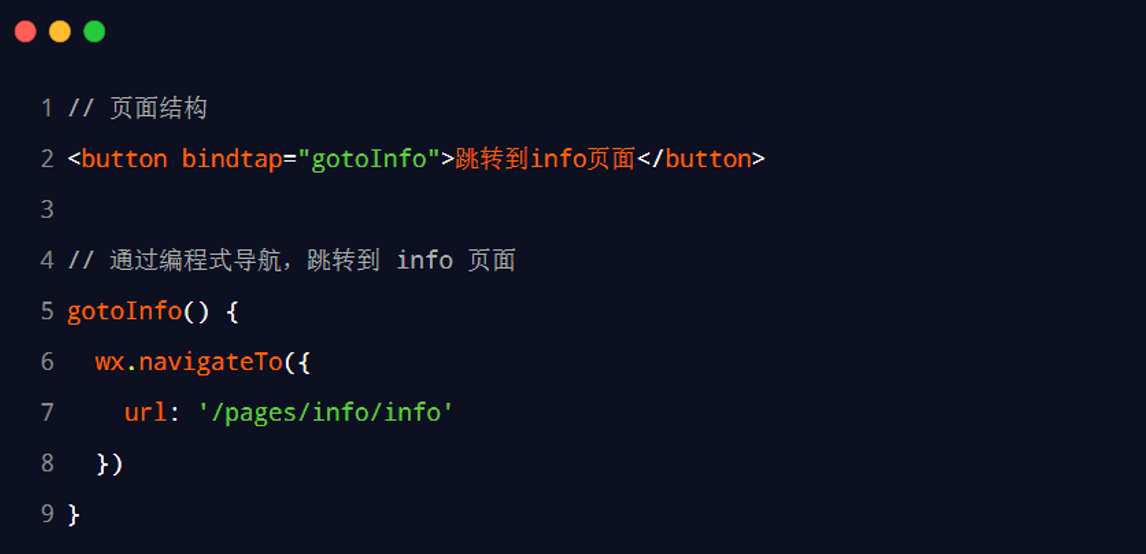 1 // 页面结构
2 <button bindtap="gotoInfo">跳转到info页面</button>
3
4 // 通过编程式导航，跳转到 info 页面
5 gotoInfo() {
6   wx.navigateTo({
7     url: '/pages/info/info'
8   })
9 }